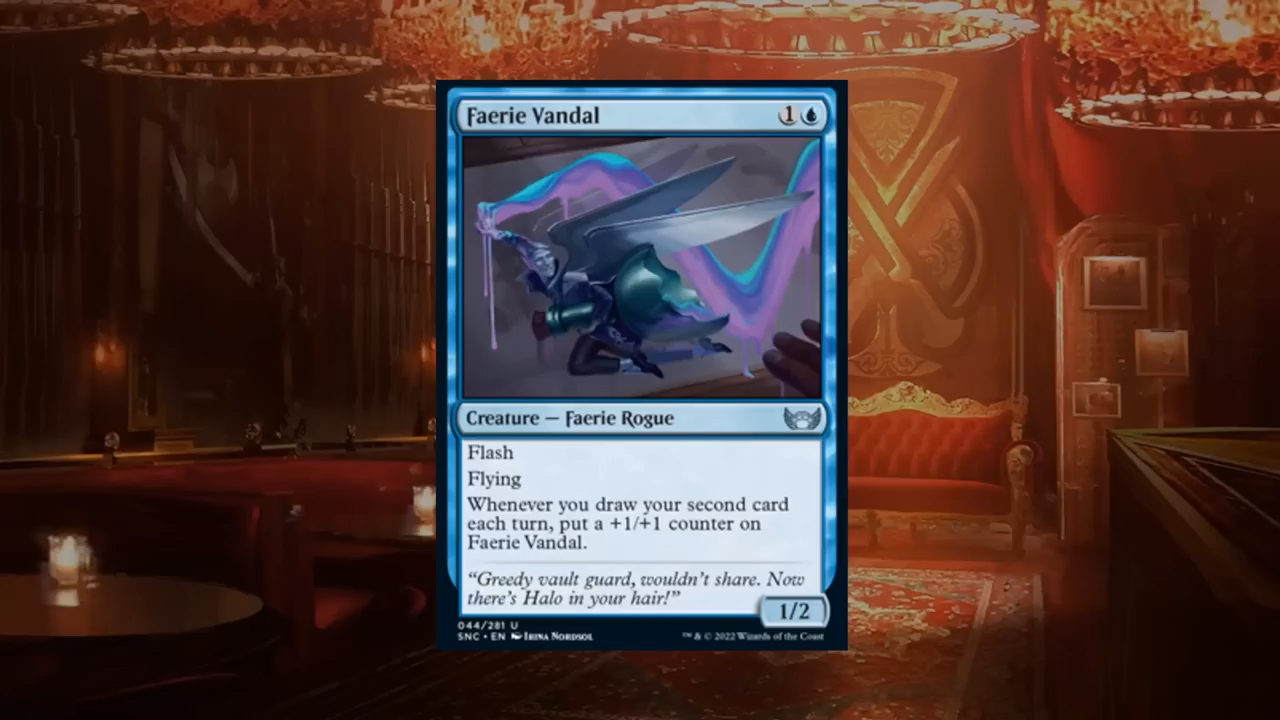 Faerie Vandal 1
Creature — Faerie Rogue
Flash
Flying
Whenever you draw your second card
each turn, put a +1/+1 counter on
Faerie Vandal.
“Greedy vault guard, wouldn’t share. Now
there’s Halo in your hair!”
1/2
044/281 U
SNC • EN Irina Nordsol
™ & © 2022 Wizards of the Coast